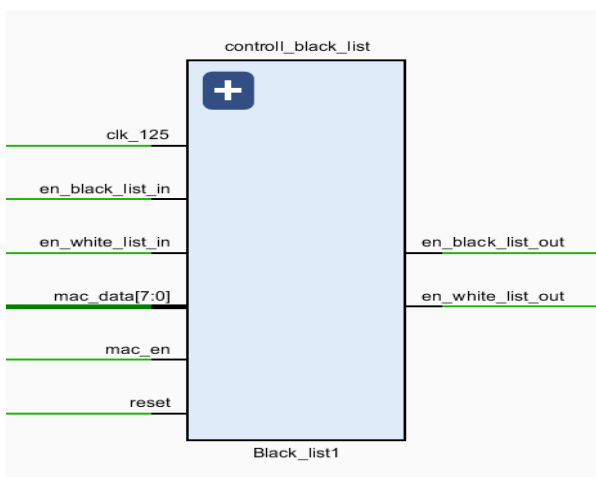 controll_black_list
clk_125
en_black_list_in
en_white_list_in
en_black_list_out
mac_data[7:0]
en_white_list_out
mac_en
reset
Black_list1